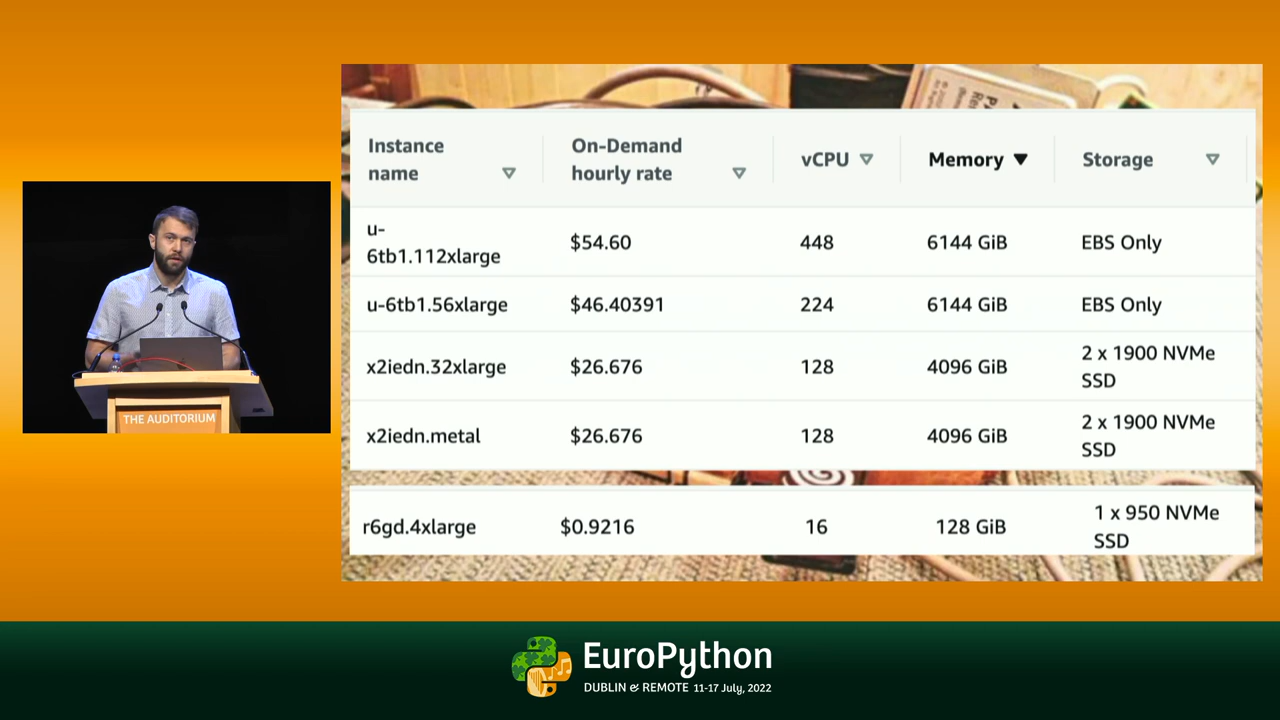 Instance
name
On-Demand
hourly rate
vCPU
Memory
Storage
u-
6tb1.112xlarge
$54.60
448
6144 GiB
EBS Only
u-6tb1.56xlarge
$46.40391
224
6144 GiB
EBS Only
x2iedn.32xlarge
$26.676
128
4096 GiB
2 x 1900 NVMe
SSD
x2iedn.metal
$26.676
128
4096 GiB
2 x 1900 NVMe
SSD
r6gd.4xlarge
$0.9216
16
128 GiB
1 x 950 NVMe
SSD
THE AUDITORIUM
EuroPython
DUBLIN & REMOTE 11-17 July, 2022